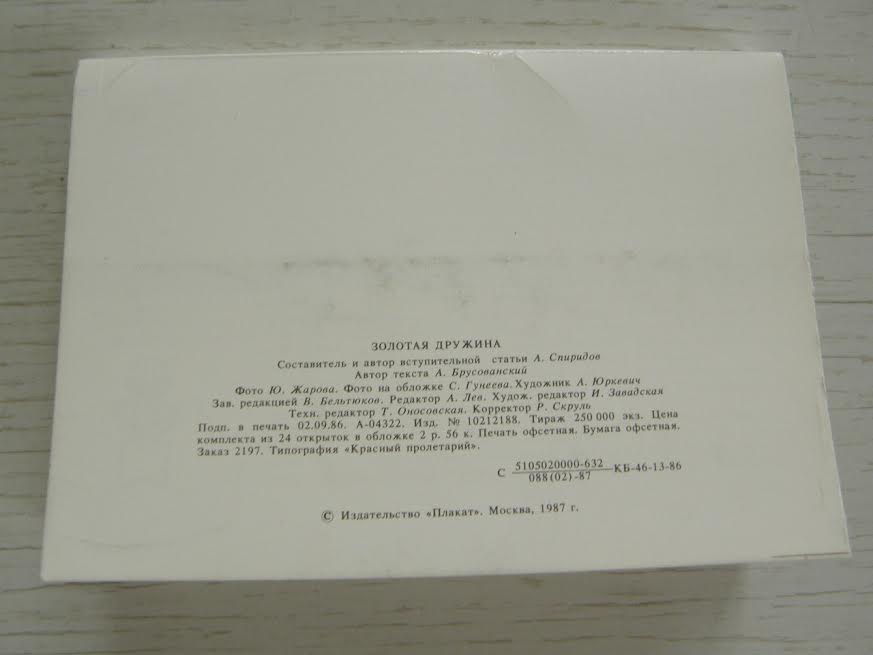 ЗОЛОТАЯ ДРУЖИНА
Составитель и автор вступительной статьи А. Спиридов
Автор текста А. Брусованский
Фото Ю. Жарова. Фото на обложке С. Гунеева. Художник А. Юркевич
Зав. редакцией В. Бельтюков. Редактор А. Лев. Худож. редактор И. Завадская
Техн. редактор Т. Оносовская. Корректор Р. Скруль
Подп. в печать 02.09.86. А-04322. Изд. № 10212188. Тираж 250 000 экз. Цена
комплекта из 24 открыток в обложке 2 р. 56 к. Печать офсетная. Бумага офсетная.
Заказ 2197. Типография «Красный пролетарий».
С 5105020000-632 КБ-46-13-86
088(02)-87
© Издательство «Плакат». Москва, 1987 г.